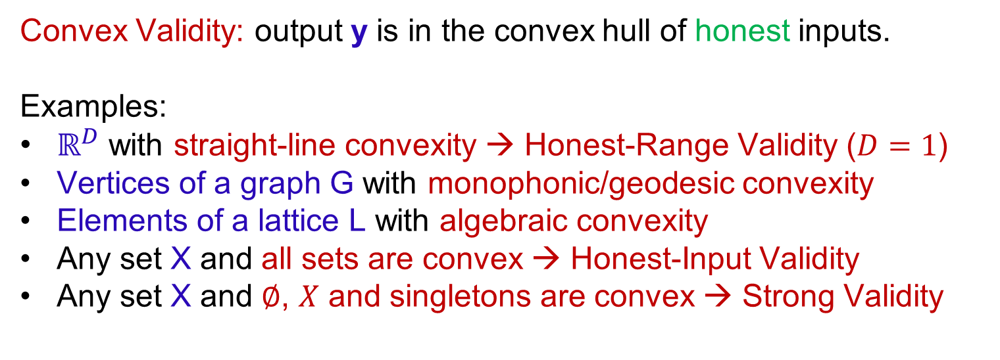 Convex Validity: output y is in the convex hull of honest inputs.
Examples:
• ℝ^D with straight-line convexity → Honest-Range Validity (D = 1)
• Vertices of a graph G with monophonic/geodesic convexity
• Elements of a lattice L with algebraic convexity
• Any set X and all sets are convex → Honest-Input Validity
• Any set X and ∅, X and singletons are convex → Strong Validity